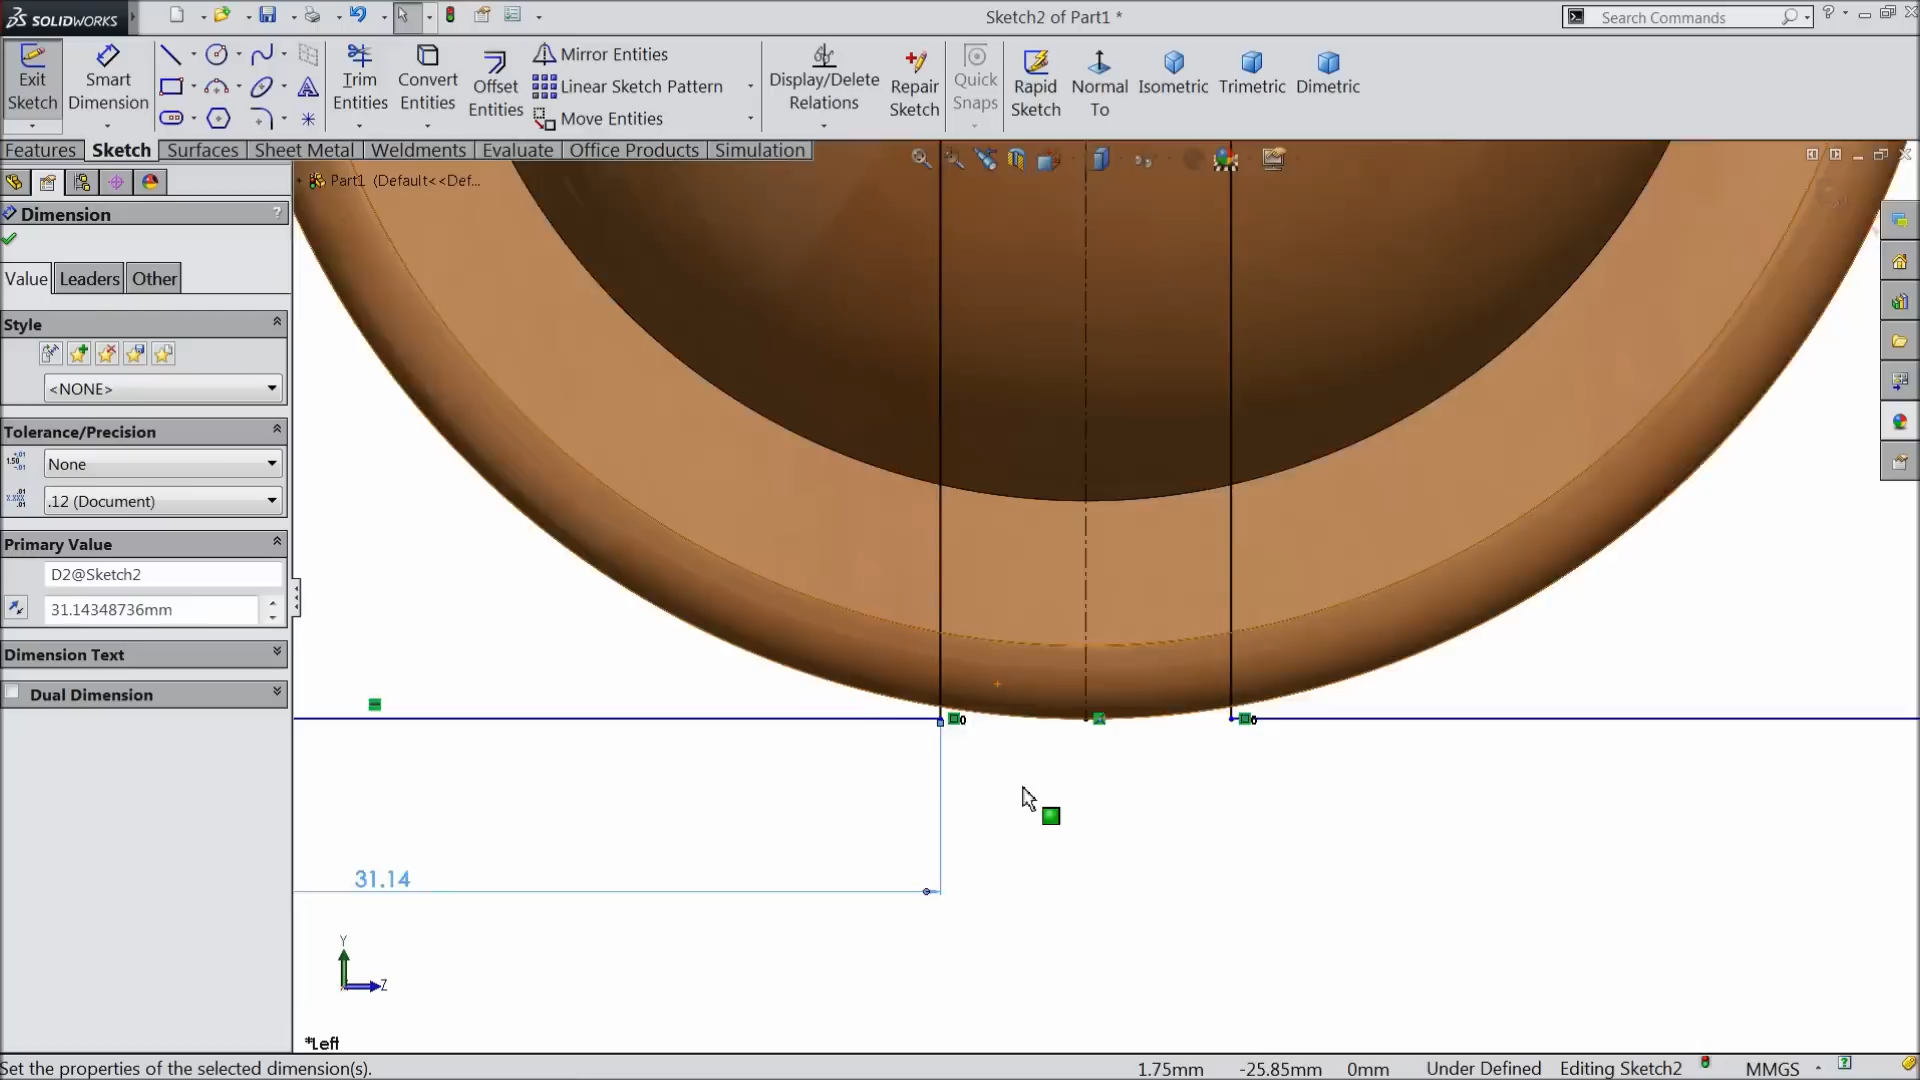 SOLIDWORKS
Sketch2 of Part1 *
Search Commands
?
Exit
Sketch
Smart
Dimension
Trim
Entities
Convert
Entities
Offset
Entities
Mirror Entities
Linear Sketch Pattern
Move Entities
Display/Delete
Relations
Repair
Sketch
Quick
Snaps
Rapid
Sketch
Normal
To
Isometric
Trimetric
Dimetric
Features
Sketch
Surfaces
Sheet Metal
Weldments
Evaluate
Office Products
Simulation
Part1 (Default<<Def...
Dimension
?
Value
Leaders
Other
Style
<NONE>
Tolerance/Precision
None
.12 (Document)
Primary Value
D2@Sketch2
31.14348736mm
Dimension Text
Dual Dimension
31.14
Y
Z
*Left
Set the properties of the selected dimension(s).
1.75mm
-25.85mm
0mm
Under Defined
Editing Sketch2
MMGS
?